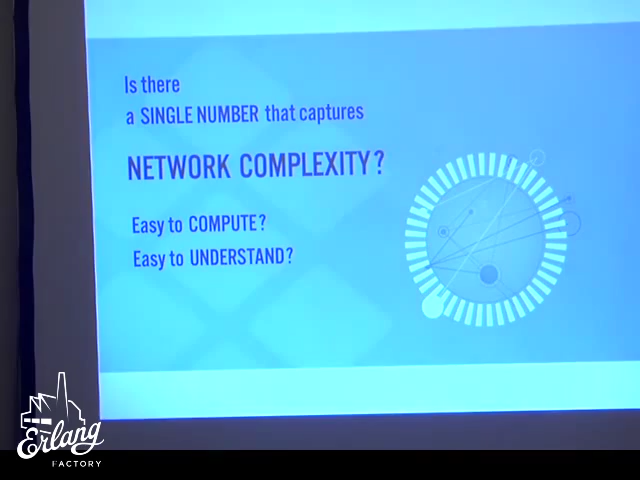 Is there
a SINGLE NUMBER that captures
NETWORK COMPLEXITY?
Easy to COMPUTE?
Easy to UNDERSTAND?
Erlang
FACTORY